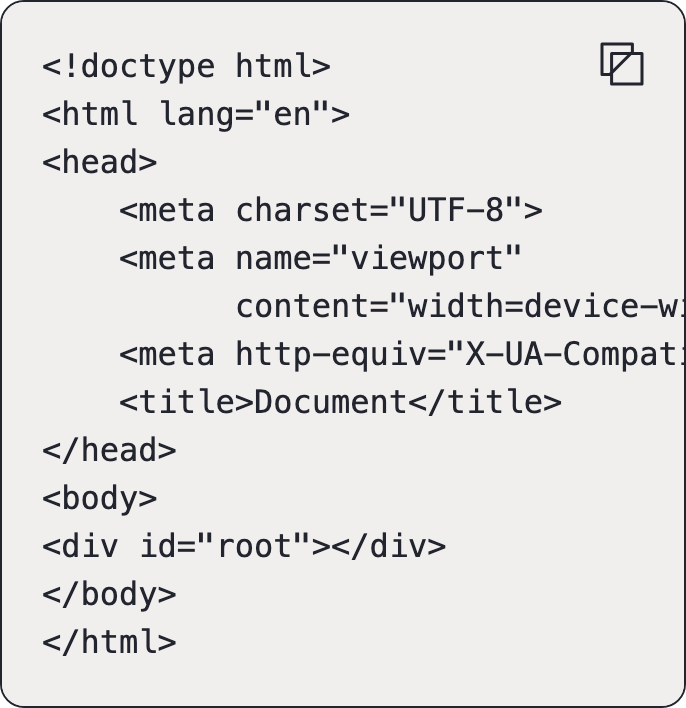 <!doctype html>
<html lang="en">
<head>
    <meta charset="UTF-8">
    <meta name="viewport"
          content="width=device-wi
    <meta http-equiv="X-UA-Compati
    <title>Document</title>
</head>
<body>
<div id="root"></div>
</body>
</html>